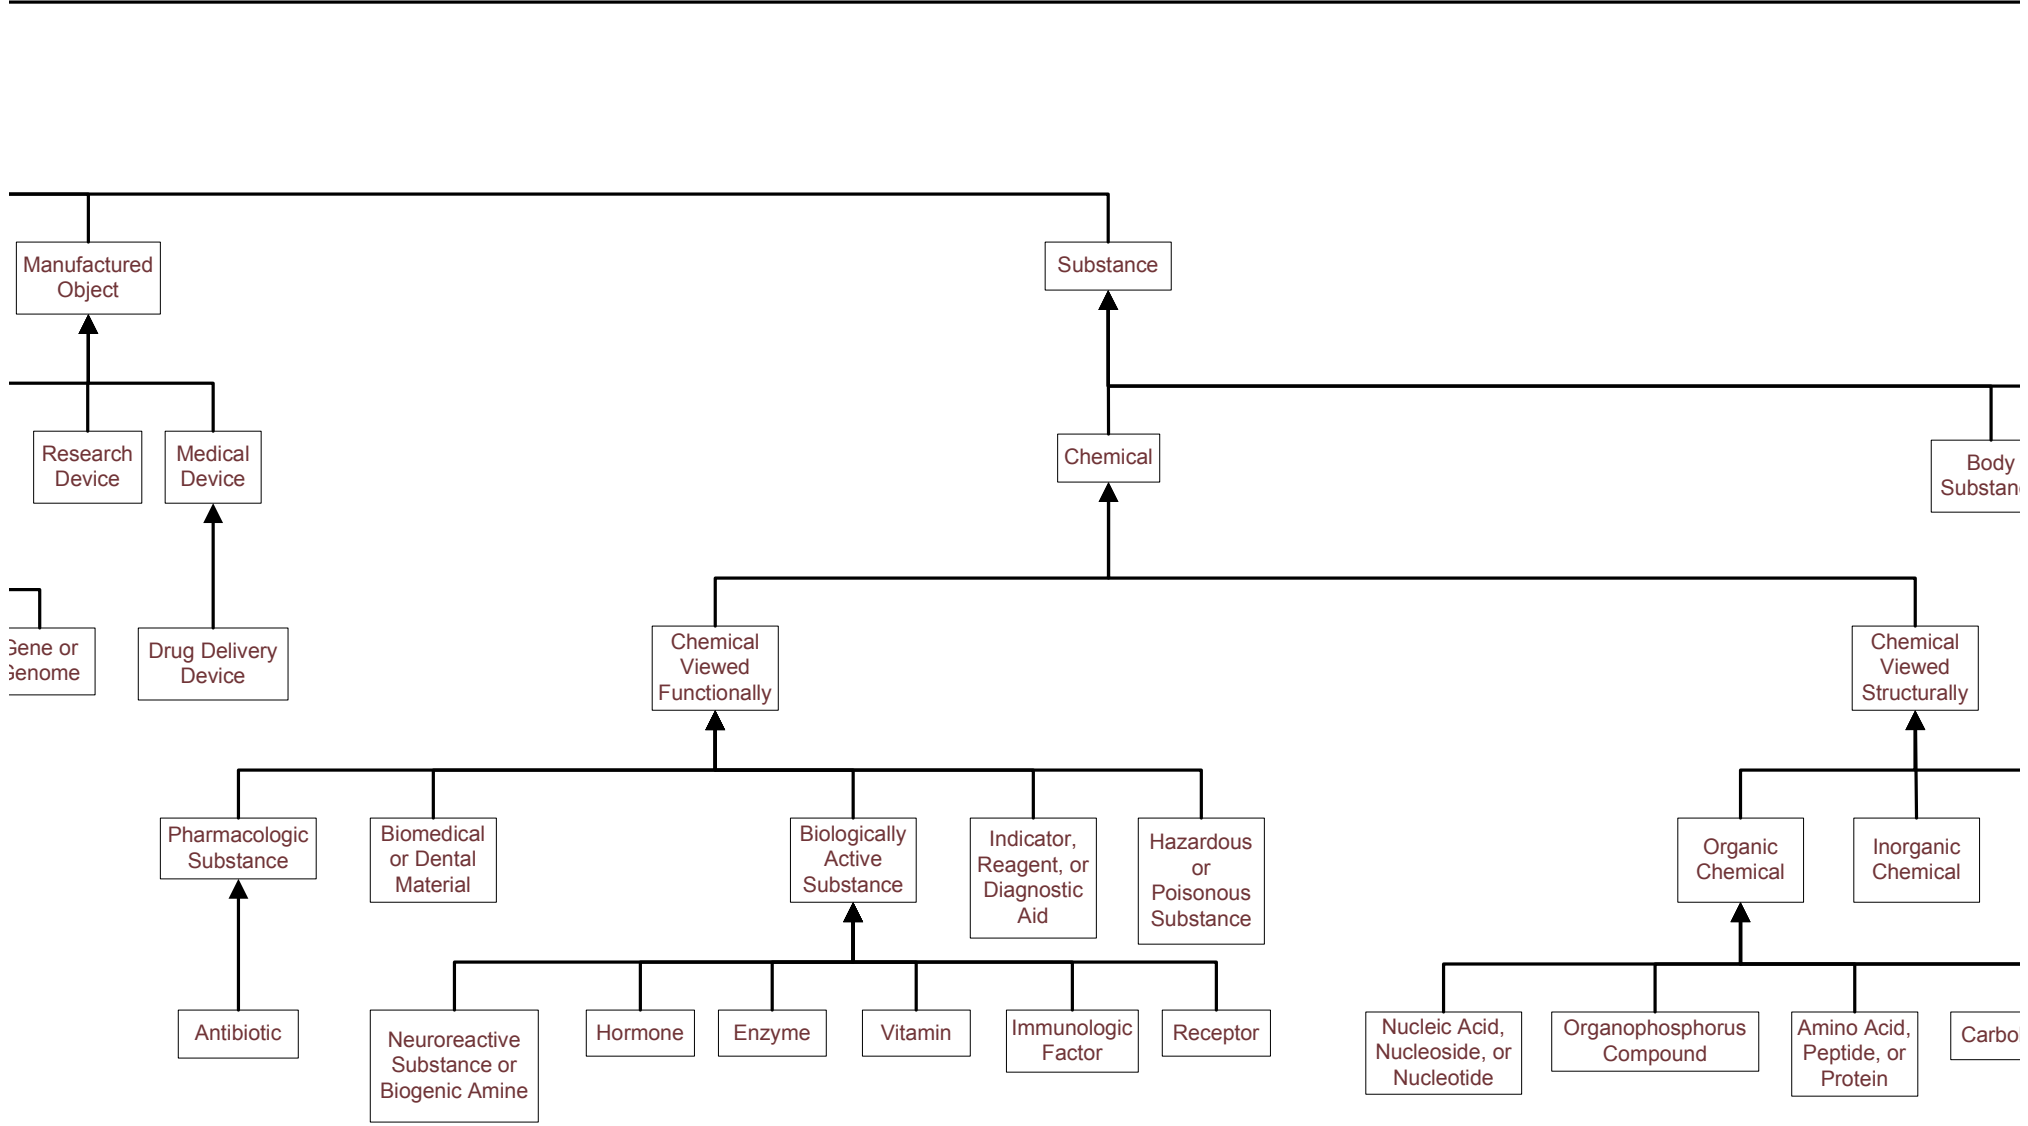 Manufactured
Object
Substance
Research
Device
Medical
Device
Chemical
Body
Gene or
Genome
Drug Delivery
Device
Chemical
Viewed
Functionally
Chemical
Viewed
Structurally
Pharmacologic
Substance
Biomedical
or Dental
Material
Biologically
Active
Substance
Indicator,
Reagent, or
Diagnostic
Aid
Hazardous
or
Poisonous
Substance
Organic
Chemical
Inorganic
Chemical
Antibiotic
Neuroreactive
Substance or
Biogenic Amine
Hormone
Enzyme
Vitamin
Immunologic
Factor
Receptor
Nucleic Acid,
Nucleoside, or
Nucleotide
Organophosphorus
Compound
Amino Acid,
Peptide, or
Protein